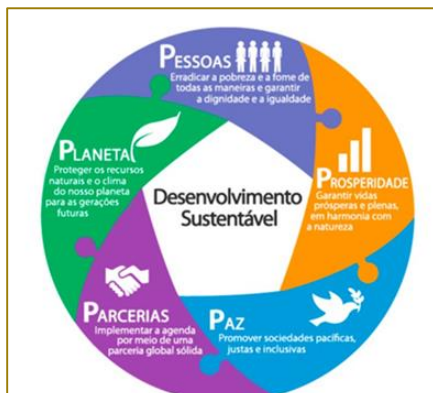 PESSOAS
Erradicar a pobreza e a fome de
todas as maneiras e garantir
a dignidade e a igualdade
PROSPERIDADE
Garantir vidas
prósperas e plenas,
em harmonia com
a natureza
PAZ
Promover sociedades pacíficas,
justas e inclusivas
PARCERIAS
Implementar a agenda
por meio de uma
parceria global sólida
PLANETA
Proteger os recursos
naturais e o clima
do nosso planeta
para as gerações
futuras
Desenvolvimento
Sustentável